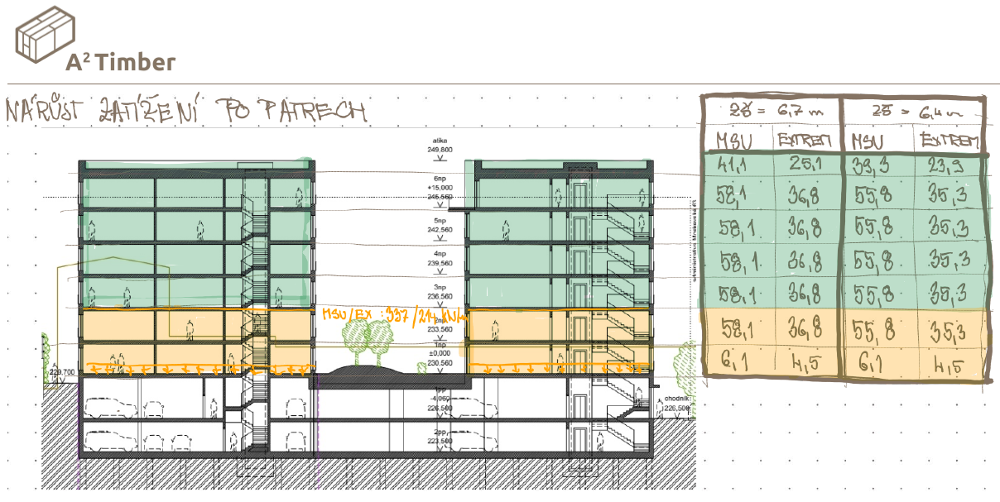 A² Timber
NÁRŮST ZATÍŽENÍ PO PATRECH
ZŠ = 6,7 m ZŠ = 6,4 m
MSU EXTREM MSU EXTREM
41,1 25,1 39,3 23,9
58,1 36,8 55,8 35,3
58,1 36,8 55,8 35,3
58,1 36,8 55,8 35,3
58,1 36,8 55,8 35,3
58,1 36,8 55,8 35,3
6,1 4,5 6,1 4,5
atika
249,800
6np
+15,000
245,560
5np
242,560
4np
239,560
3np
236,560
MSU/EX 337/214 kN/m
2np
233,560
1np
±0,000
230,560
229,700
1pp
-4,060
226,500
chodník
226,500
2pp
223,500